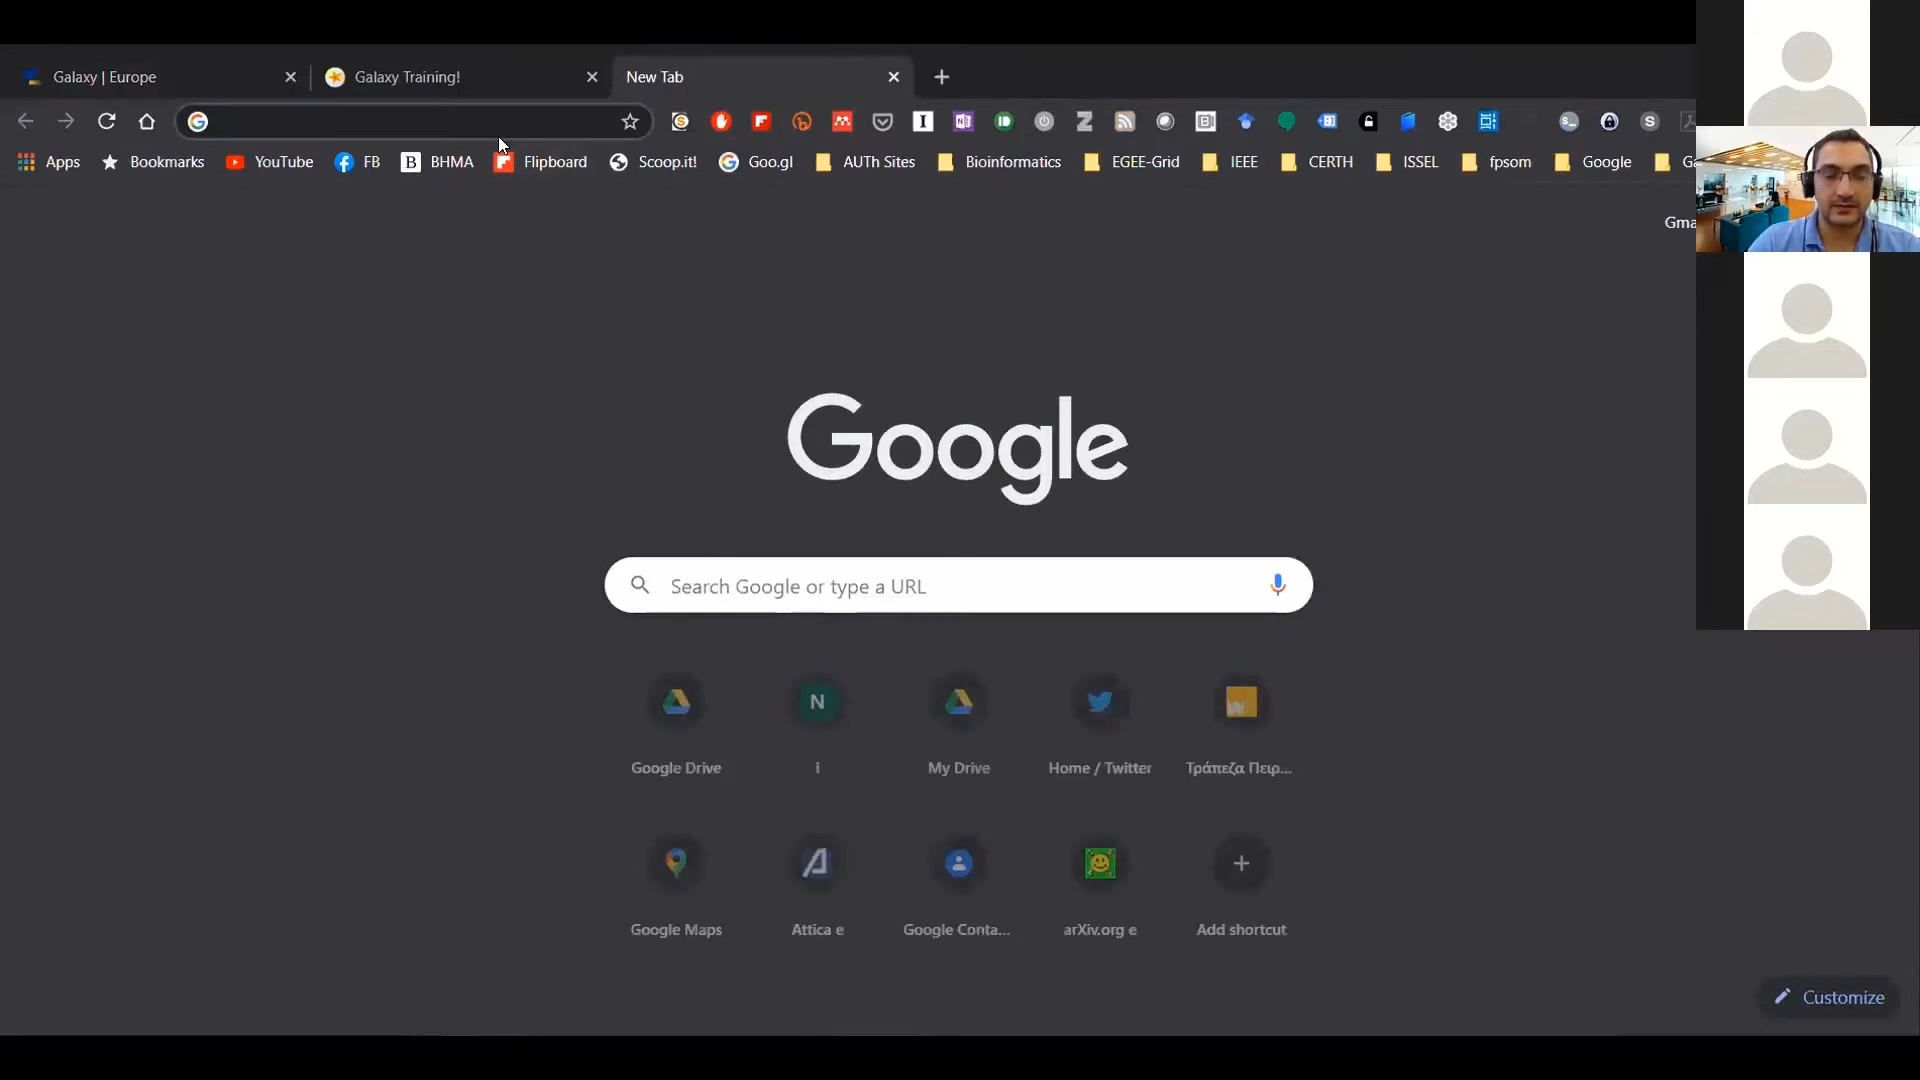 Galaxy | Europe
Galaxy Training!
New Tab
Apps Bookmarks YouTube FB B BHMA Flipboard Scoop.it! Goo.gl AUTh Sites Bioinformatics EGEE-Grid IEEE CERTH ISSEL fpsom Google
Gma
Google
Search Google or type a URL
N
Google Drive i My Drive Home / Twitter Τράπεζα Πειρ...
Google Maps Attica e Google Conta... arXiv.org e Add shortcut
Customize